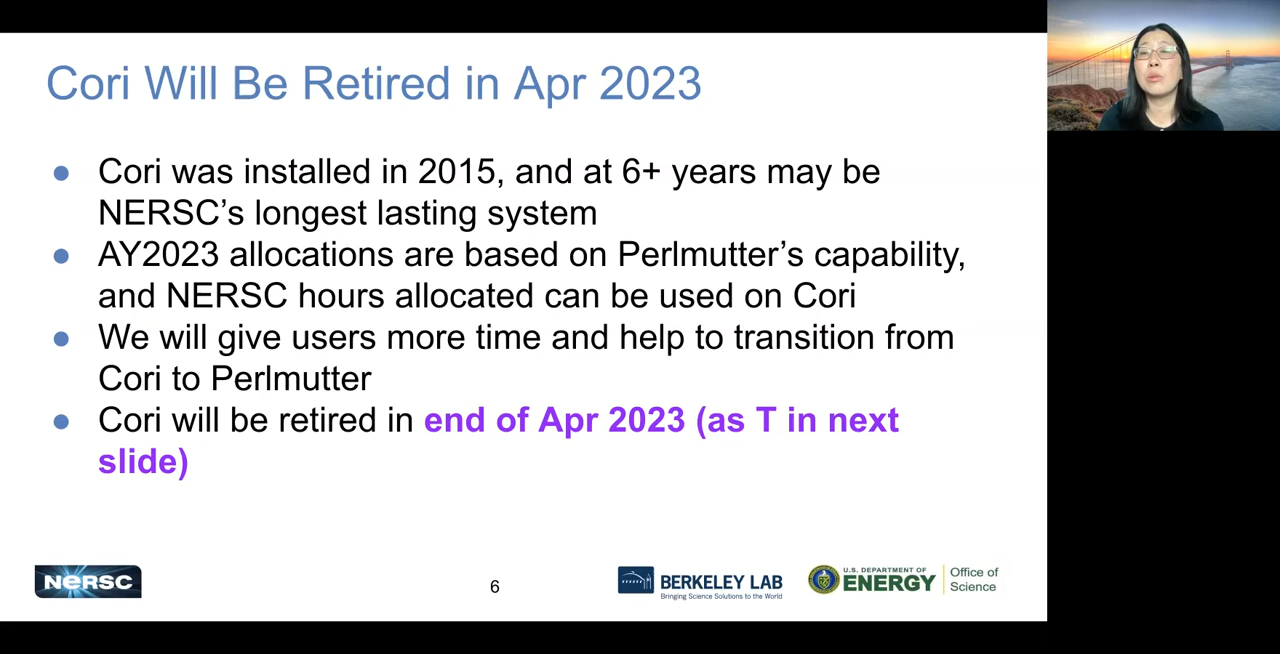 Cori Will Be Retired in Apr 2023
● Cori was installed in 2015, and at 6+ years may be
NERSC's longest lasting system
● AY2023 allocations are based on Perlmutter's capability,
and NERSC hours allocated can be used on Cori
● We will give users more time and help to transition from
Cori to Perlmutter
● Cori will be retired in end of Apr 2023 (as T in next
slide)
NERSC
6
BERKELEY LAB
Bringing Science Solutions to the World
U.S. DEPARTMENT OF
ENERGY
Office of
Science